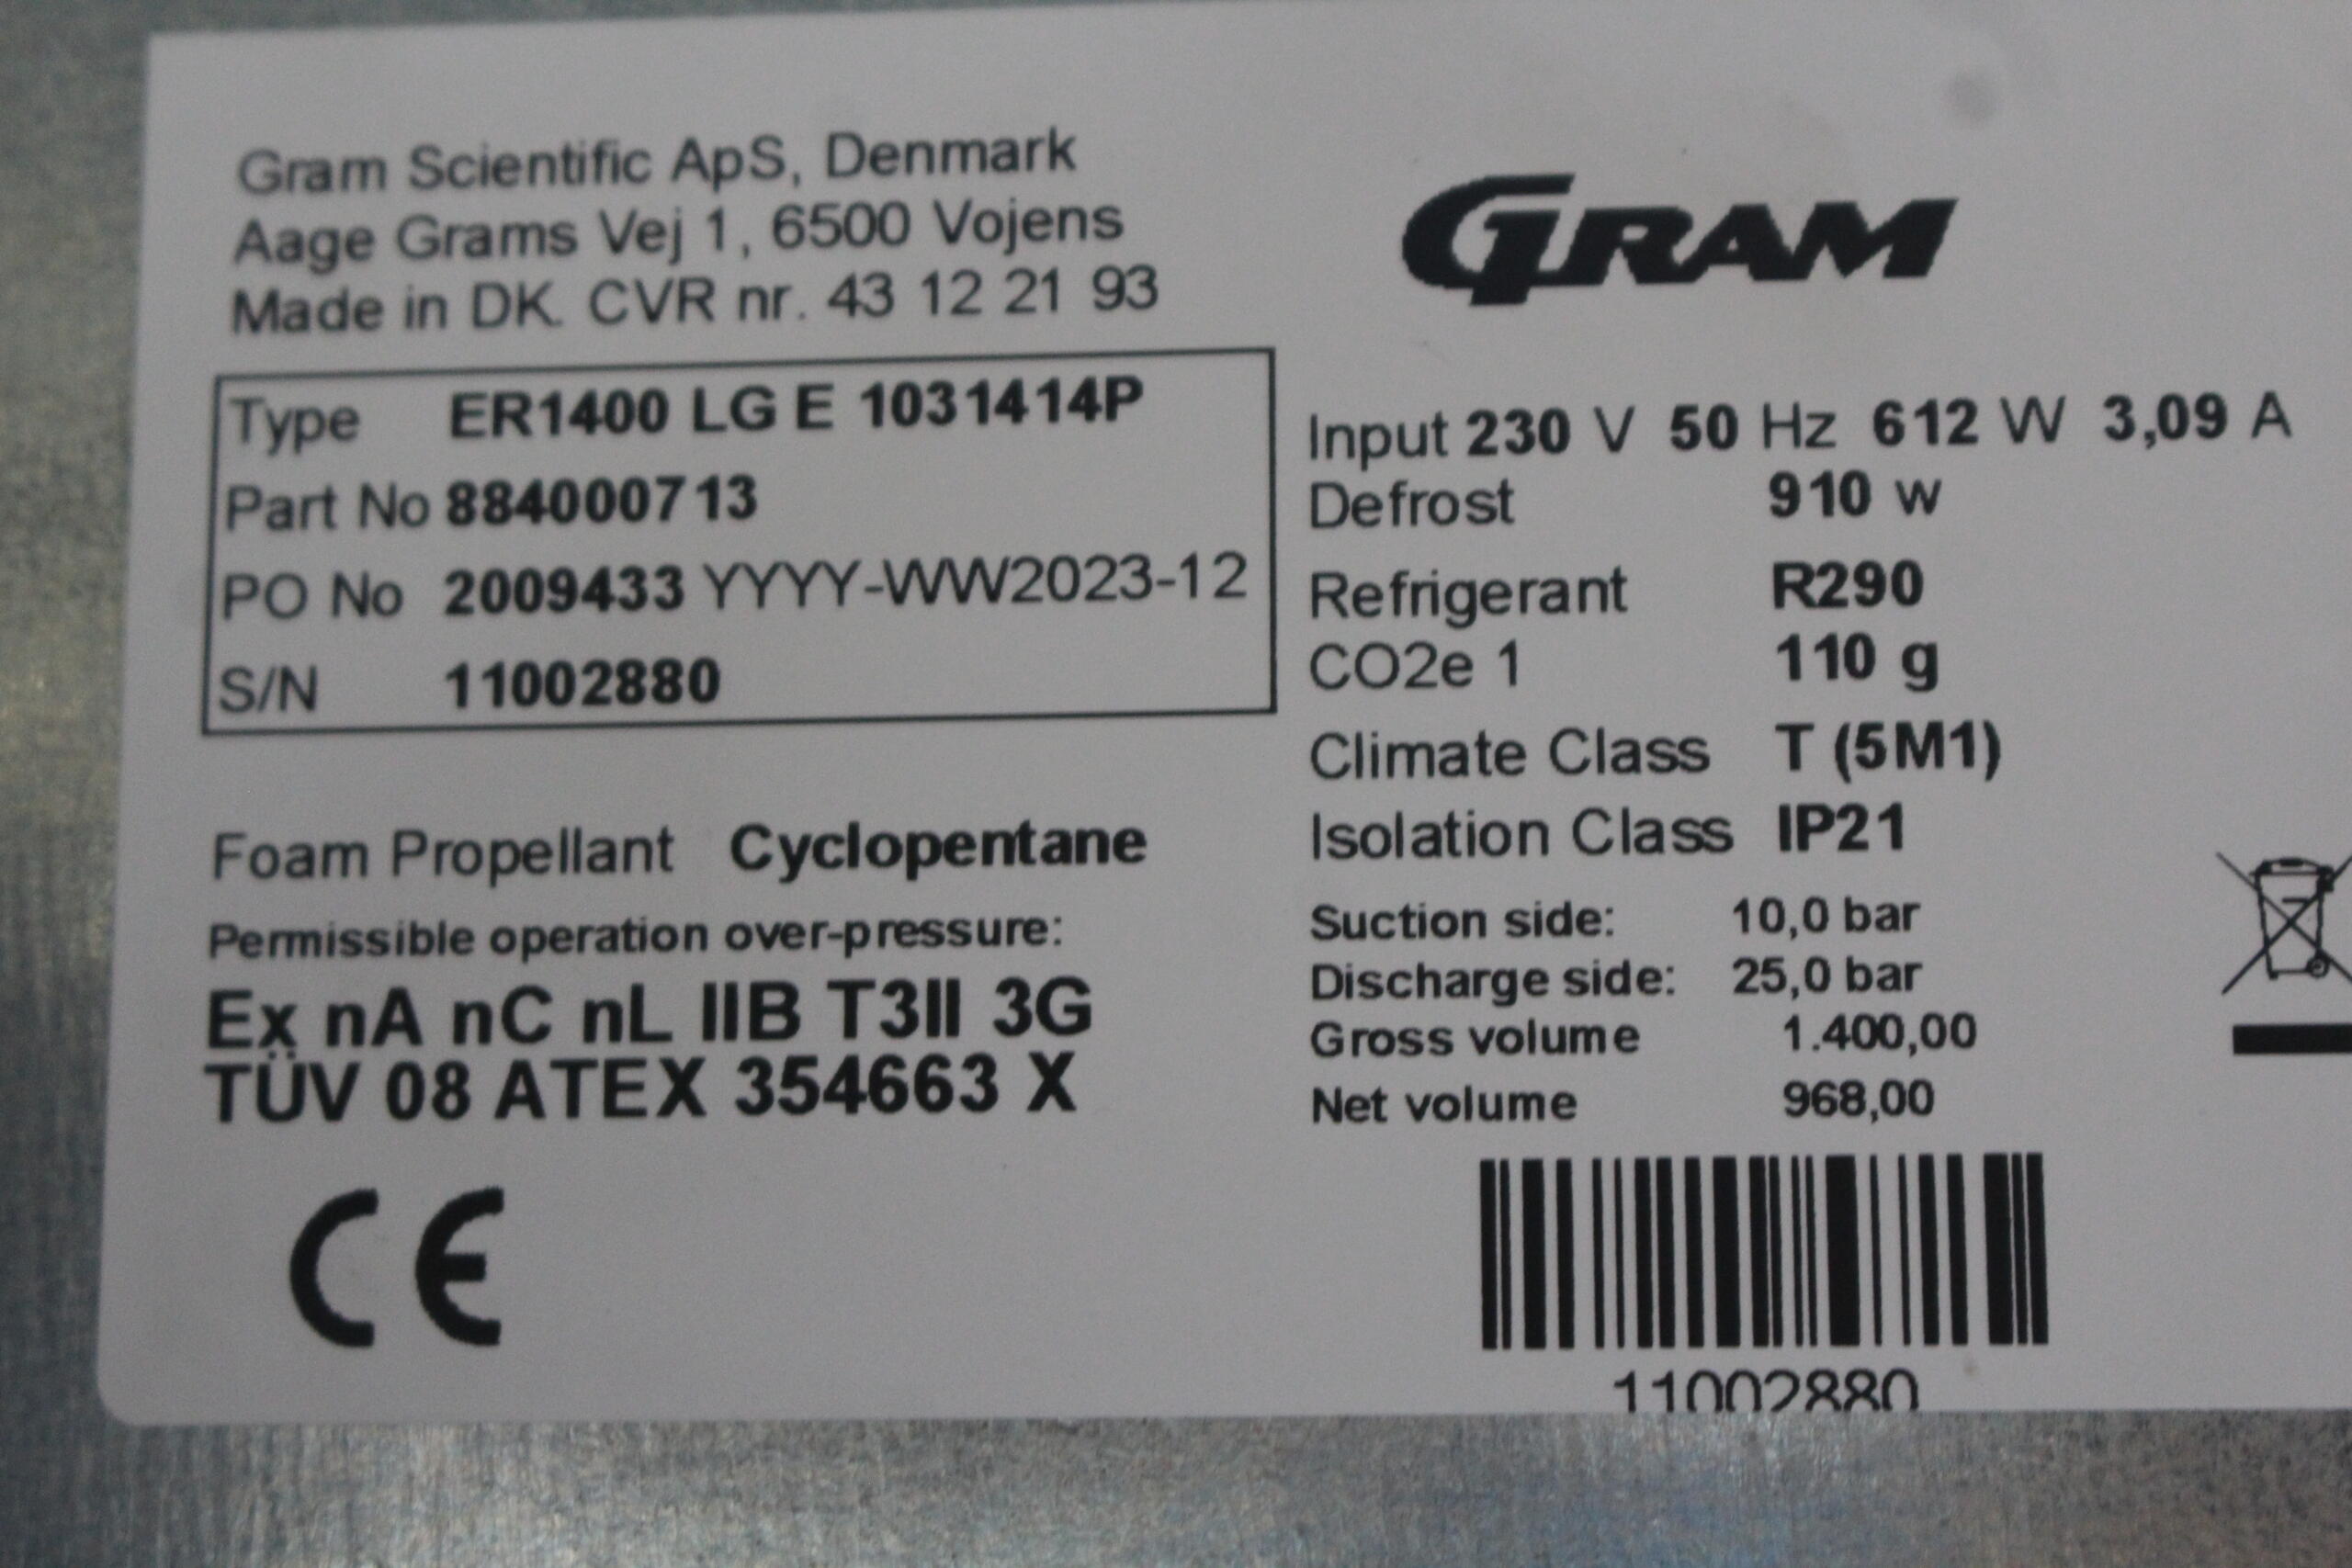 Gram Scientific ApS, Denmark
Aage Grams Vej 1, 6500 Vojens
Made in DK. CVR nr. 43 12 21 93
GRAM
Type ER1400 LG E 1031414P
Part No 884000713
PO No 2009433 YYYY-WW2023-12
S/N 11002880
Input 230 V 50 Hz 612 W 3,09 A
Defrost 910 w
Refrigerant R290
CO2e 1 110 g
Climate Class T (5M1)
Isolation Class IP21
Foam Propellant Cyclopentane
Permissible operation over-pressure:
Ex nA nC nL IIB T3II 3G
TÜV 08 ATEX 354663 X
Suction side: 10,0 bar
Discharge side: 25,0 bar
Gross volume 1.400,00
Net volume 968,00
CE
11002880